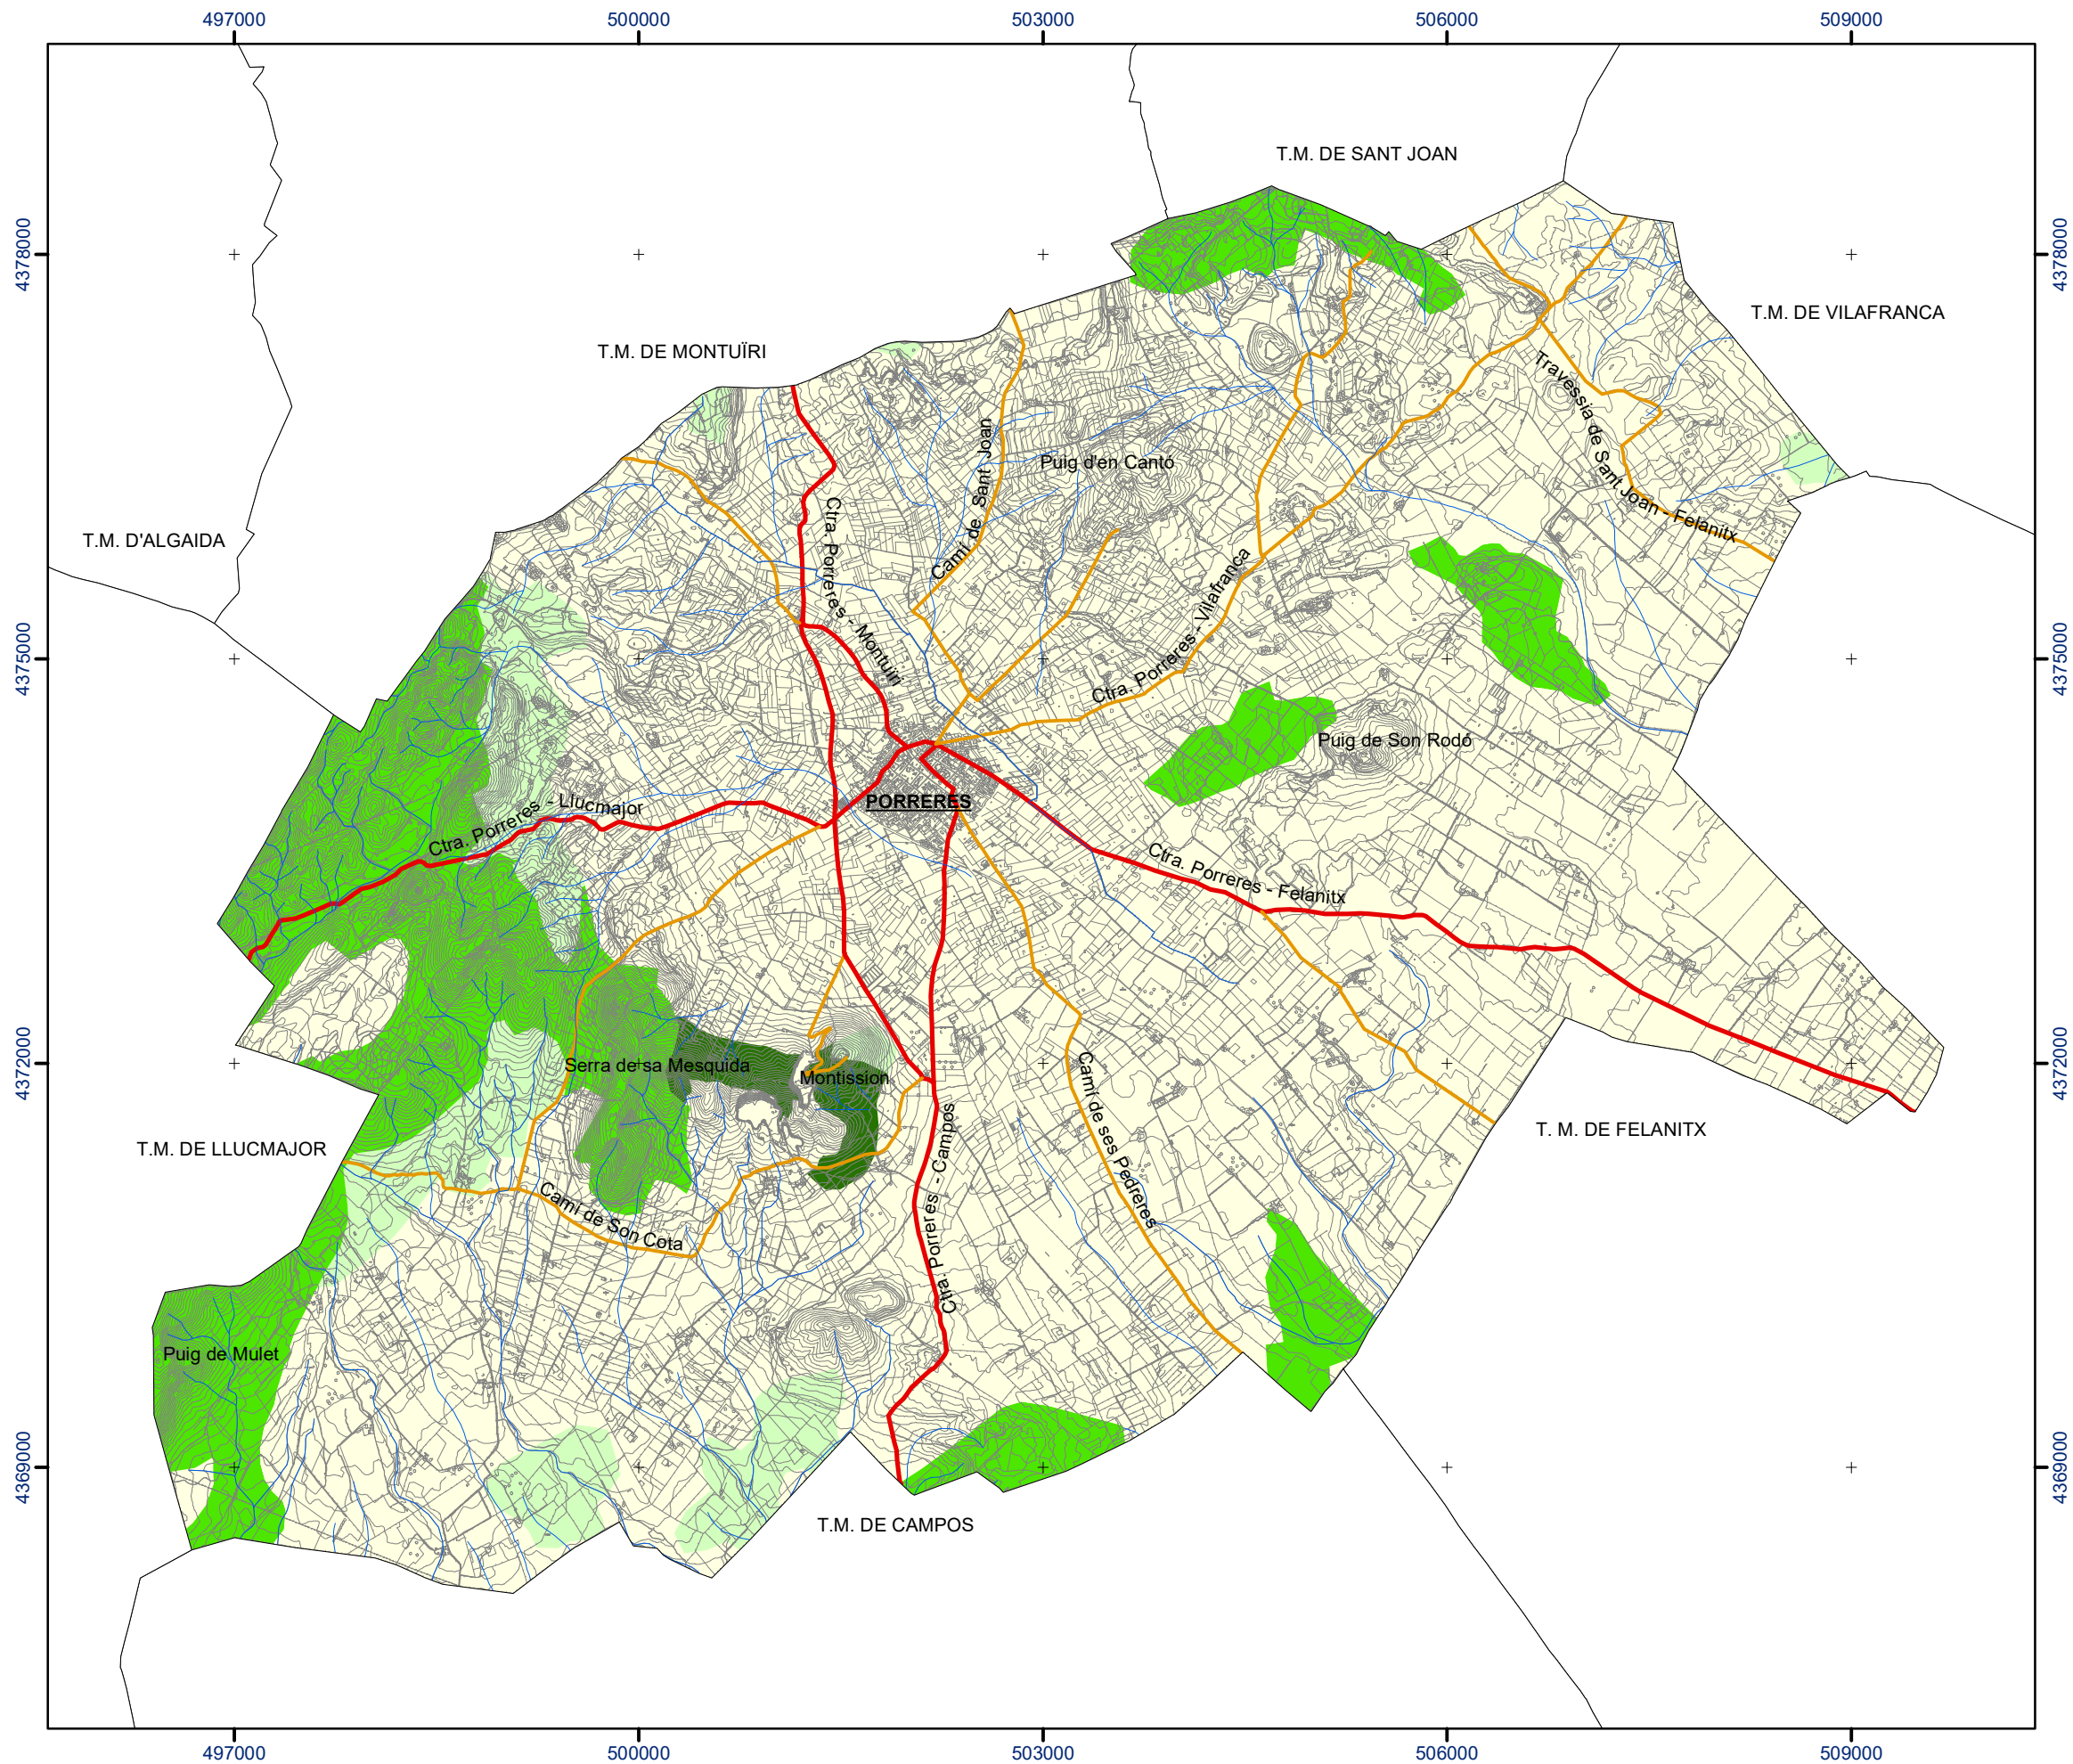 497000 500000 503000 506000 509000
T.M. DE SANT JOAN
4378000
4378000
T.M. DE VILAFRANCA
T.M. DE MONTUÏRI
Travessia de Sant Joan - Felanitx
Camí de Sant Joan
Puig d'en Cantó
Ctra. Porreres - Montuïri
T.M. D'ALGAIDA
Ctra. Porreres - Vilafranca
4375000
4375000
Puig de Son Rodó
PORRERES
Ctra. Porreres - Llucmajor
Ctra. Porreres - Felanitx
4372000
4372000
Serra de sa Mesquida
Montission
Camí de ses Pedreres
Ctra. Porreres - Campos
T. M. DE FELANITX
T.M. DE LLUCMAJOR
Camí de Son Cota
Puig de Mulet
4369000
4369000
T.M. DE CAMPOS
497000 500000 503000 506000 509000